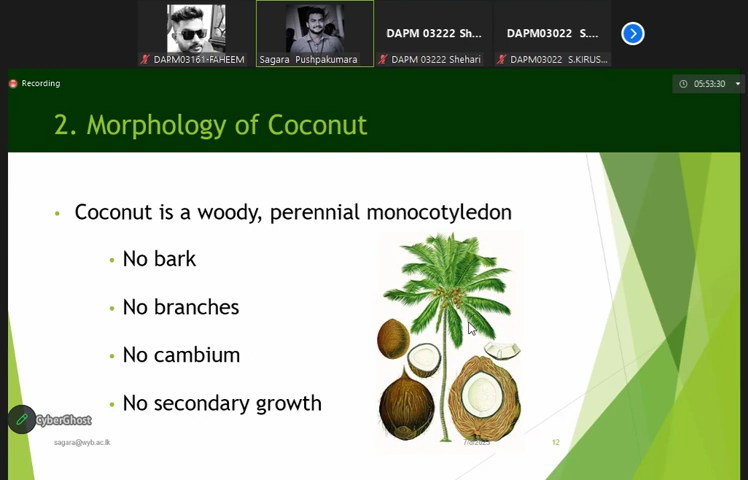 DAPM 03222 Sh...
DAPM03022 S....
DAPM03161-FAHEEM
Sagara Pushpakumara
DAPM 03222 Shehari
DAPM03022 S.KIRUS...
Recording
05:53:30
2. Morphology of Coconut
• Coconut is a woody, perennial monocotyledon
• No bark
• No branches
• No cambium
• No secondary growth
CyberGhost
sagara@wyb.ac.lk
12